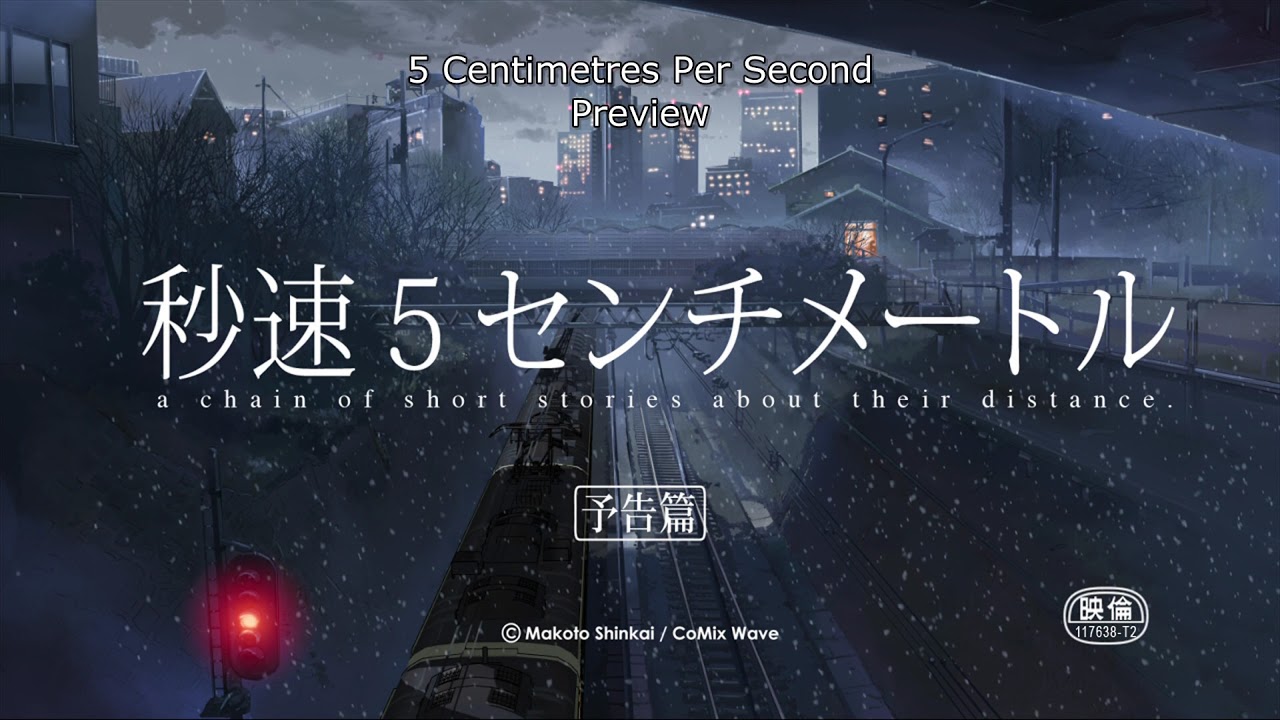 5 Centimetres Per Second
Preview
秒速５センチメートル
a chain of short stories about their distance.
予告篇
© Makoto Shinkai / CoMix Wave
映倫
117638-T2